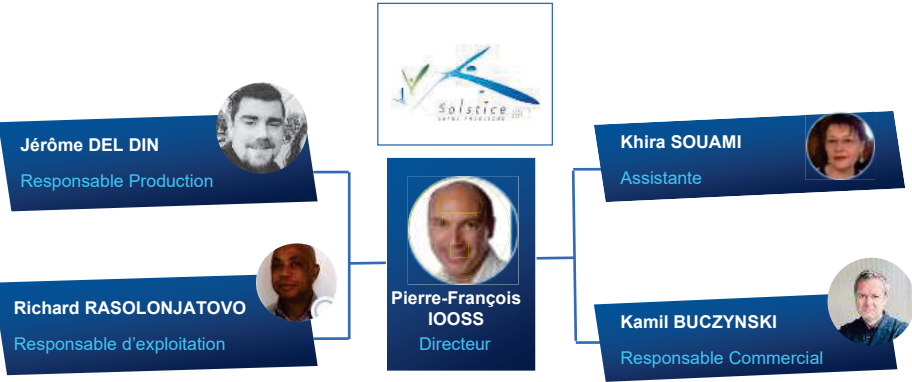 Solstice
Jérôme DEL DIN
Responsable Production
Khira SOUAMI
Assistante
Pierre-François
IOOSS
Directeur
Richard RASOLONJATOVO
Responsable d'exploitation
Kamil BUCZYNSKI
Responsable Commercial